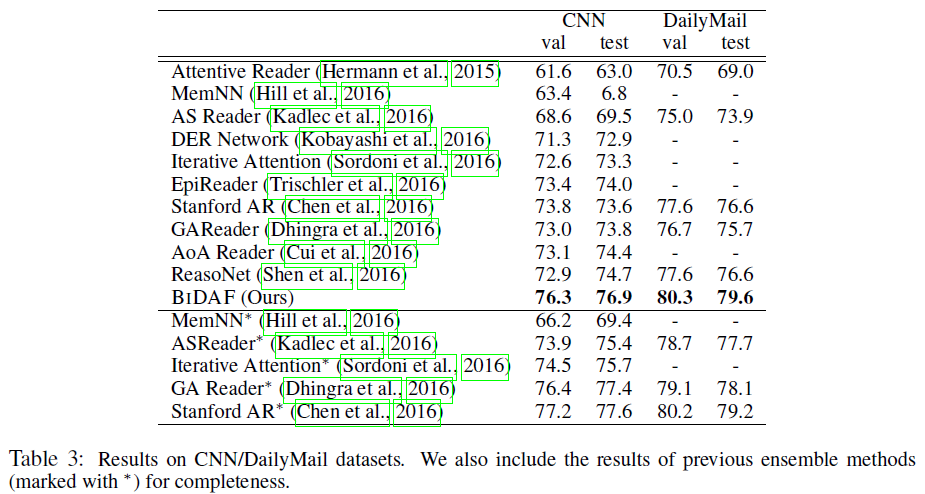 CNN DailyMail
val test val test
Attentive Reader (Hermann et al., 2015) 61.6 63.0 70.5 69.0
MemNN (Hill et al., 2016) 63.4 6.8 - -
AS Reader (Kadlec et al., 2016) 68.6 69.5 75.0 73.9
DER Network (Kobayashi et al., 2016) 71.3 72.9 - -
Iterative Attention (Sordoni et al., 2016) 72.6 73.3 - -
EpiReader (Trischler et al., 2016) 73.4 74.0 - -
Stanford AR (Chen et al., 2016) 73.8 73.6 77.6 76.6
GAReader (Dhingra et al., 2016) 73.0 73.8 76.7 75.7
AoA Reader (Cui et al., 2016) 73.1 74.4 - -
ReasoNet (Shen et al., 2016) 72.9 74.7 77.6 76.6
BIDAF (Ours) 76.3 76.9 80.3 79.6
MemNN* (Hill et al., 2016) 66.2 69.4 - -
ASReader* (Kadlec et al., 2016) 73.9 75.4 78.7 77.7
Iterative Attention* (Sordoni et al., 2016) 74.5 75.7 - -
GA Reader* (Dhingra et al., 2016) 76.4 77.4 79.1 78.1
Stanford AR* (Chen et al., 2016) 77.2 77.6 80.2 79.2
Table 3: Results on CNN/DailyMail datasets. We also include the results of previous ensemble methods
(marked with *) for completeness.